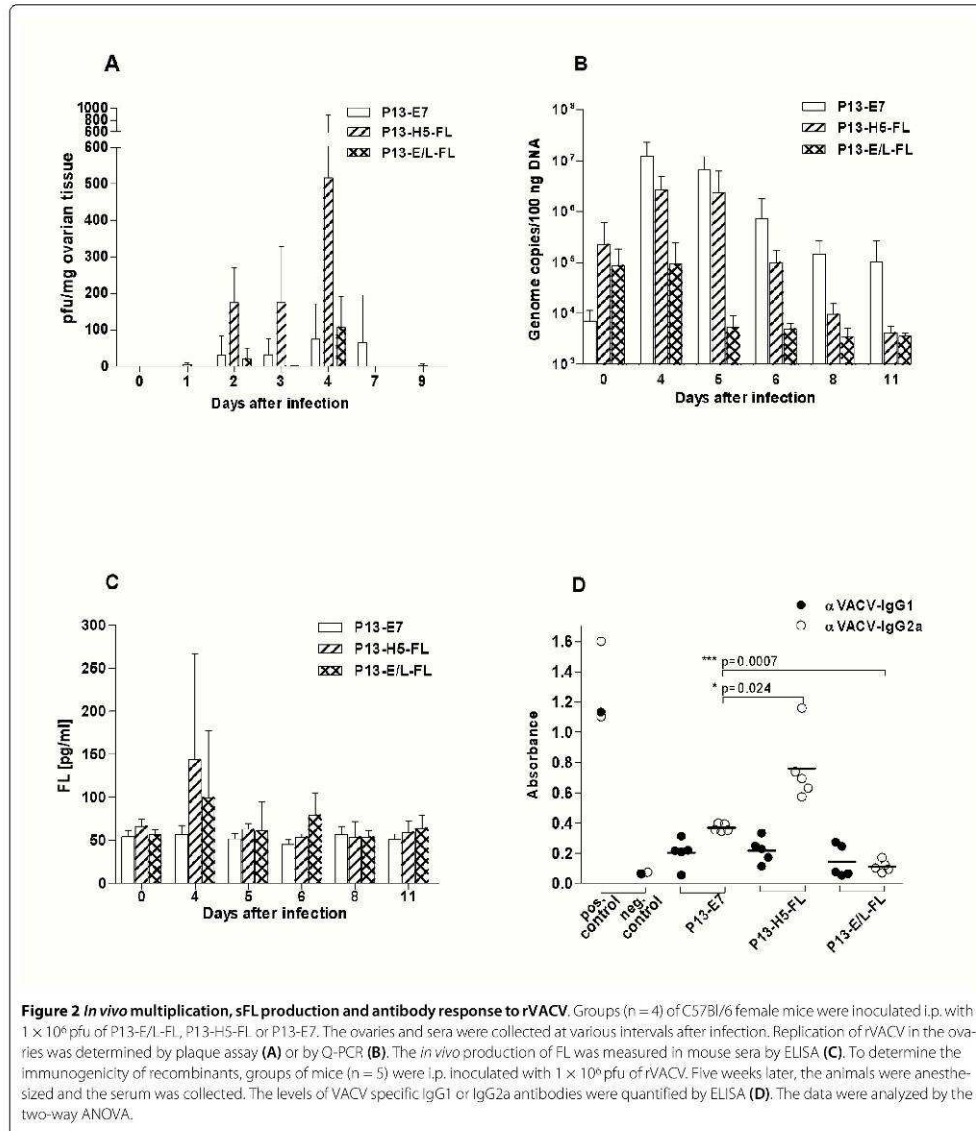 A
1000
800
600
600
500
400
300
200
100
0
pfu/mg ovarian tissue
P13-E7
P13-H5-FL
P13-E/L-FL
0 1 2 3 4 7 9
Days after infection
B
10⁸
10⁷
10⁶
10⁵
10⁴
10³
Genome copies/100 ng DNA
P13-E7
P13-H5-FL
P13-E/L-FL
0 4 5 6 8 11
Days after infection
C
300
250
200
150
100
50
0
FL [pg/ml]
P13-E7
P13-H5-FL
P13-E/L-FL
0 4 5 6 8 11
Days after infection
D
α VACV-IgG1
α VACV-IgG2a
1.6
1.4
1.2
1.0
0.8
0.6
0.4
0.2
0.0
Absorbance
*** p=0.0007
* p=0.024
pos.
control
neg.
control
P13-E7
P13-H5-FL
P13-E/L-FL
Figure 2 In vivo multiplication, sFL production and antibody response to rVACV. Groups (n = 4) of C57Bl/6 female mice were inoculated i.p. with
1 × 10⁶ pfu of P13-E/L-FL, P13-H5-FL or P13-E7. The ovaries and sera were collected at various intervals after infection. Replication of rVACV in the ova-
ries was determined by plaque assay (A) or by Q-PCR (B). The in vivo production of FL was measured in mouse sera by ELISA (C). To determine the
immunogenicity of recombinants, groups of mice (n = 5) were i.p. inoculated with 1 × 10⁶ pfu of rVACV. Five weeks later, the animals were anesthe-
sized and the serum was collected. The levels of VACV specific IgG1 or IgG2a antibodies were quantified by ELISA (D). The data were analyzed by the
two-way ANOVA.